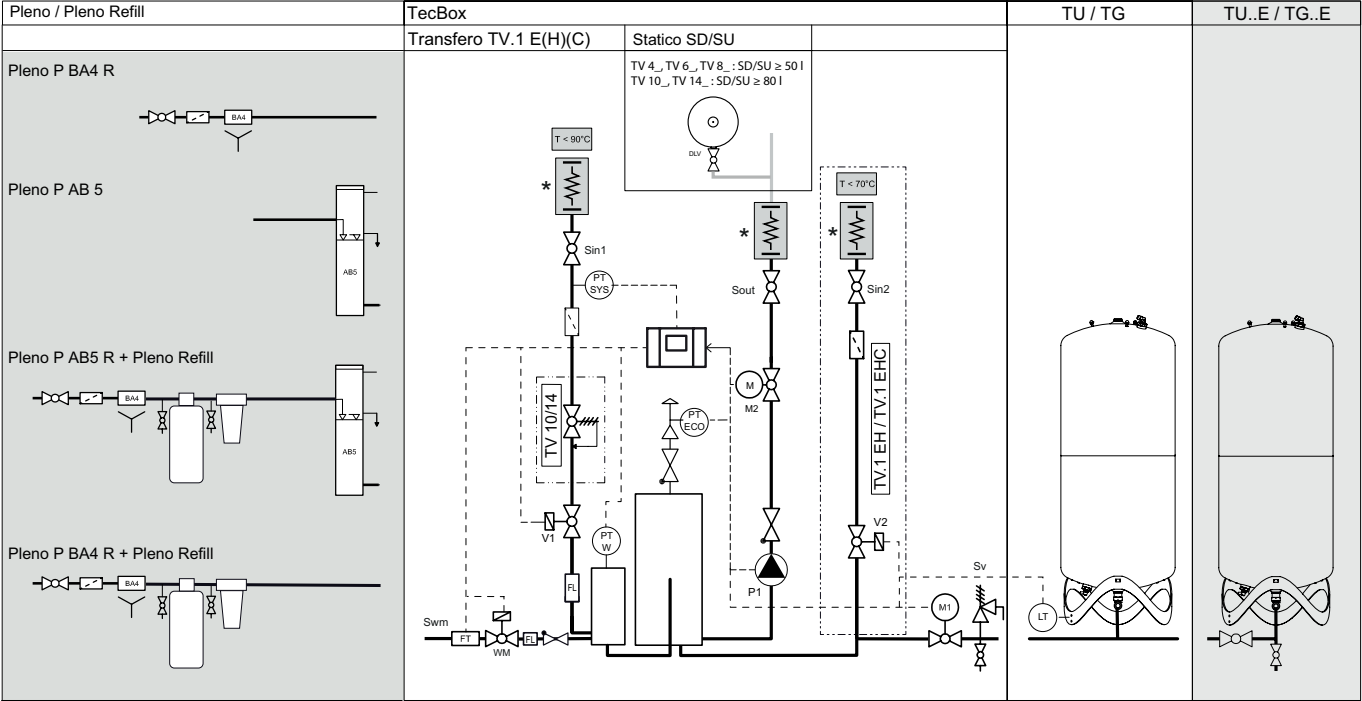 Pleno / Pleno Refill
TecBox
TU / TG
TU..E / TG..E
Transfero TV.1 E(H)(C)
Statico SD/SU
Pleno P BA4 R
BA4
Pleno P AB 5
AB5
Pleno P AB5 R + Pleno Refill
BA4
AB5
Pleno P BA4 R + Pleno Refill
BA4
TV 4_, TV 6_, TV 8_ : SD/SU ≥ 50 l
TV 10_, TV 14_ : SD/SU ≥ 80 l
DLV
T < 90°C
*
Sin1
PT
SYS
*
Sout
T < 70°C
*
Sin2
M
M2
TV 10/14
PT
ECO
TV.1 EH / TV.1 EHC
V1
PT
W
V2
FL
P1
Sv
M1
LT
Swm
FT
WM
FL